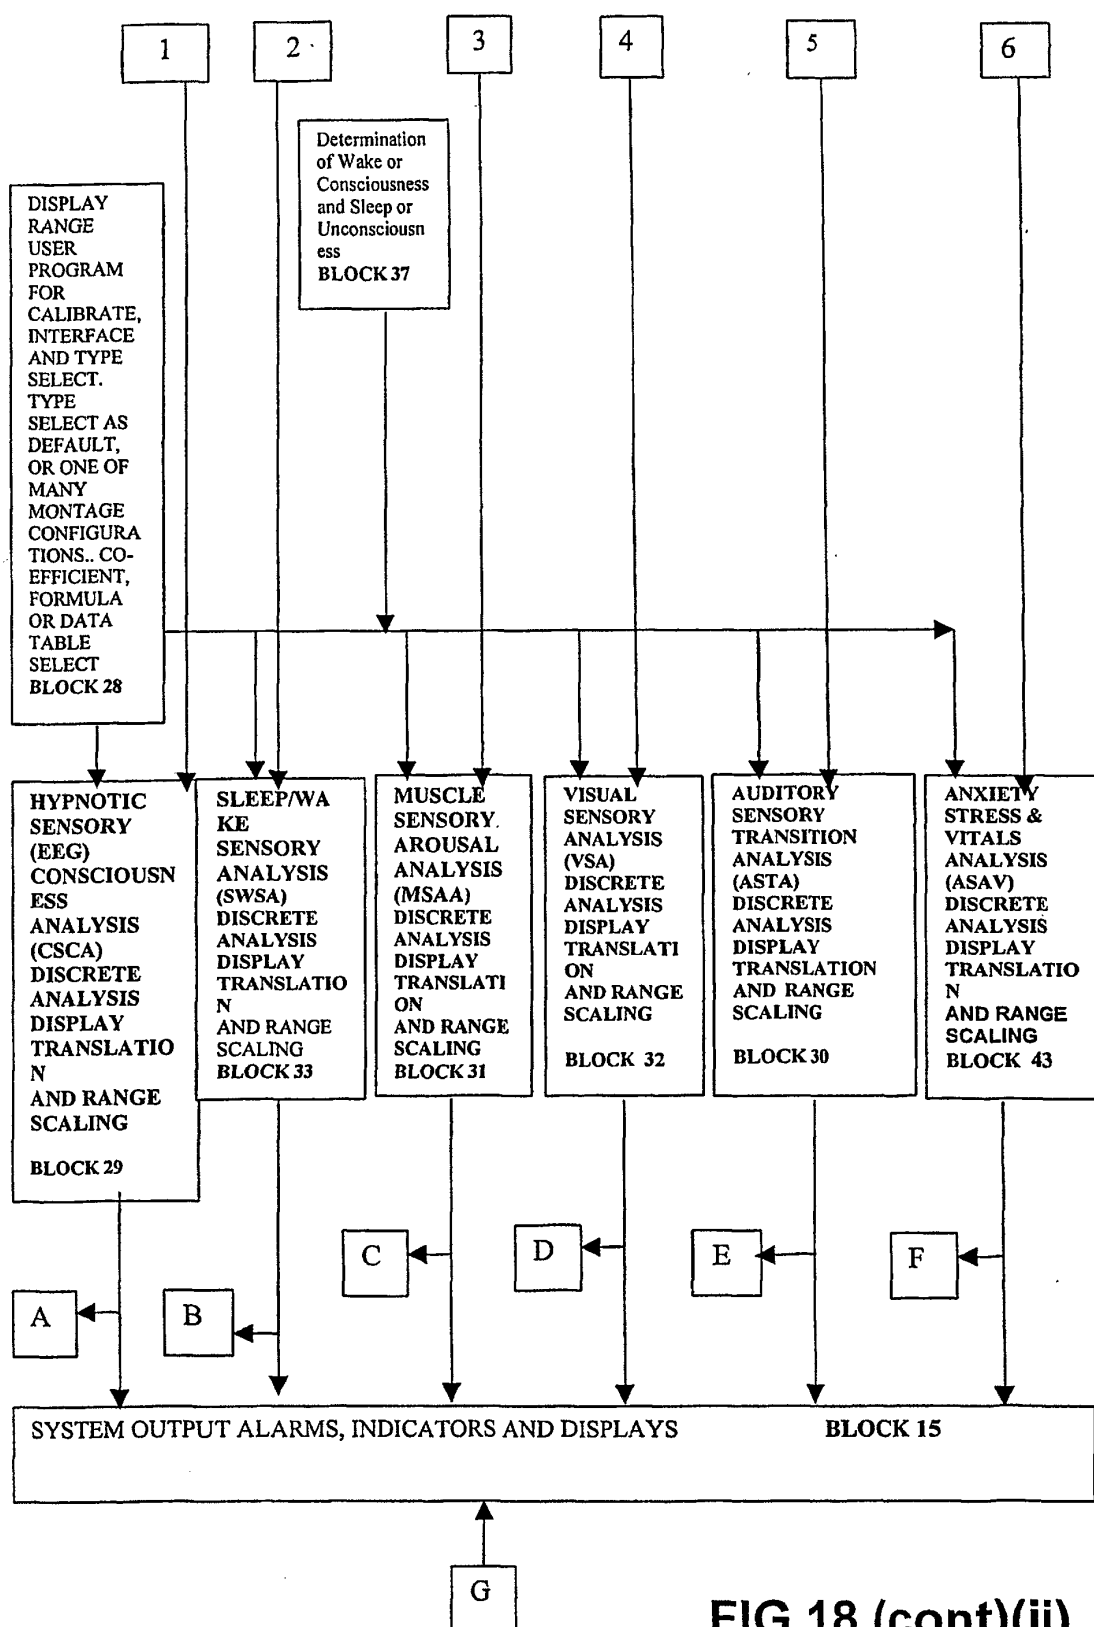 1
2
3
4
5
6
Determination
of Wake or
Consciousness
and Sleep or
Unconsciousn
ess
BLOCK 37
DISPLAY
RANGE
USER
PROGRAM
FOR
CALIBRATE,
INTERFACE
AND TYPE
SELECT.
TYPE
SELECT AS
DEFAULT,
OR ONE OF
MANY
MONTAGE
CONFIGURA
TIONS.. CO-
EFFICIENT,
FORMULA
OR DATA
TABLE
SELECT
BLOCK 28
HYPNOTIC
SENSORY
(EEG)
CONSCIOUSN
ESS
ANALYSIS
(CSCA)
DISCRETE
ANALYSIS
DISPLAY
TRANSLATIO
N
AND RANGE
SCALING
BLOCK 29
SLEEP/WA
KE
SENSORY
ANALYSIS
(SWSA)
DISCRETE
ANALYSIS
DISPLAY
TRANSLATIO
N
AND RANGE
SCALING
BLOCK 33
MUSCLE
SENSORY.
AROUSAL
ANALYSIS
(MSAA)
DISCRETE
ANALYSIS
DISPLAY
TRANSLATI
ON
AND RANGE
SCALING
BLOCK 31
VISUAL
SENSORY
ANALYSIS
(VSA)
DISCRETE
ANALYSIS
DISPLAY
TRANSLATI
ON
AND RANGE
SCALING
BLOCK 32
AUDITORY
SENSORY
TRANSITION
ANALYSIS
(ASTA)
DISCRETE
ANALYSIS
DISPLAY
TRANSLATION
AND RANGE
SCALING
BLOCK 30
ANXIETY
STRESS &
VITALS
ANALYSIS
(ASAV)
DISCRETE
ANALYSIS
DISPLAY
TRANSLATIO
N
AND RANGE
SCALING
BLOCK 43
A
B
C
D
E
F
SYSTEM OUTPUT ALARMS, INDICATORS AND DISPLAYS BLOCK 15
G
FIG 18 (cont)(ii)